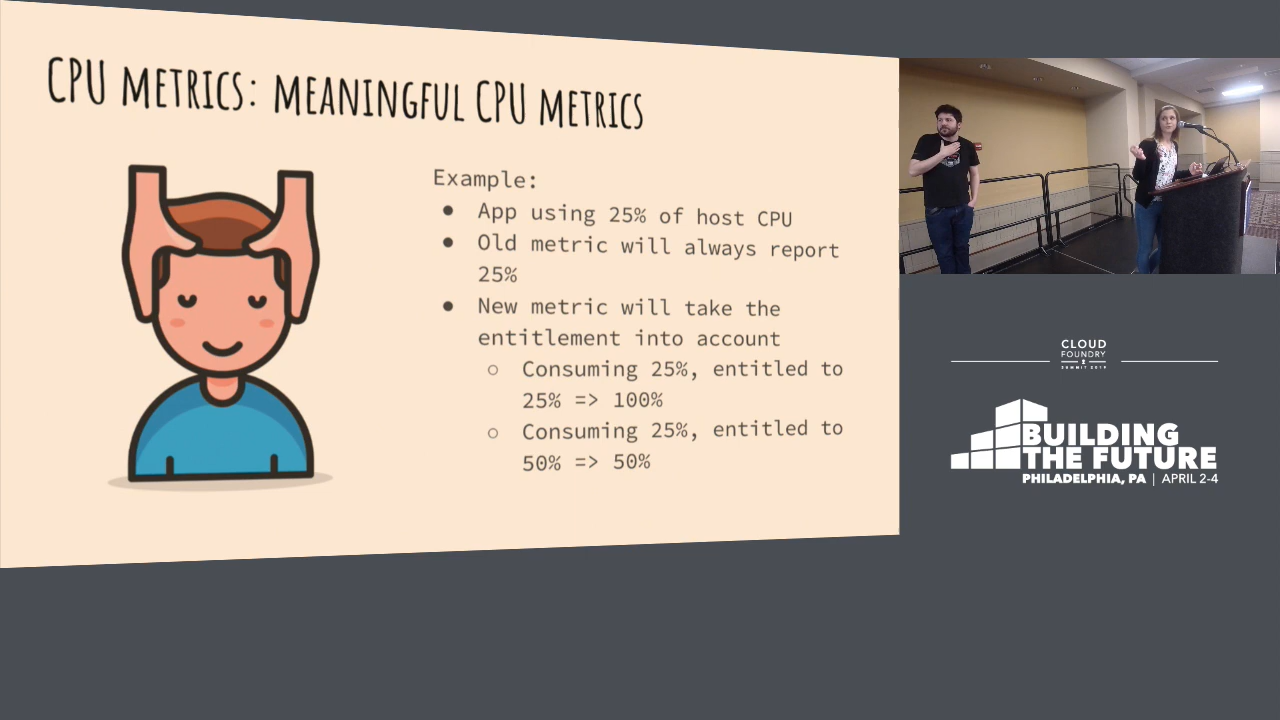 CPU METRICS: MEANINGFUL CPU METRICS
Example:
● App using 25% of host CPU
● Old metric will always report
25%
● New metric will take the
entitlement into account
○ Consuming 25%, entitled to
25% => 100%
○ Consuming 25%, entitled to
50% => 50%
CLOUD
FOUNDRY
SUMMIT 2019
BUILDING
THE FUTURE
PHILADELPHIA, PA | APRIL 2-4